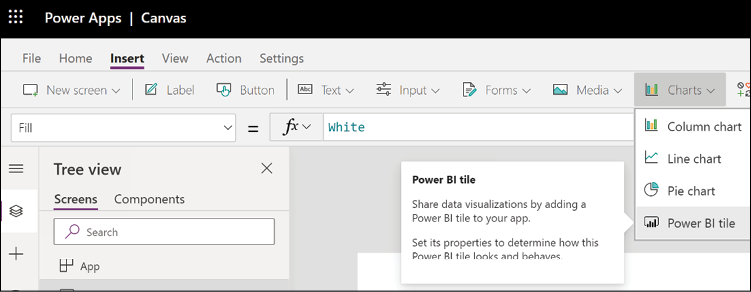 Power Apps | Canvas
File Home Insert View Action Settings
New screen Label Button Abc Text Input Forms Media Charts
Fill = fx White
Column chart
Tree view
Power BI tile
Line chart
Screens Components
Share data visualizations by adding a
Pie chart
Power BI tile to your app.
Search
Power BI tile
Set its properties to determine how this
Power BI tile looks and behaves.
App